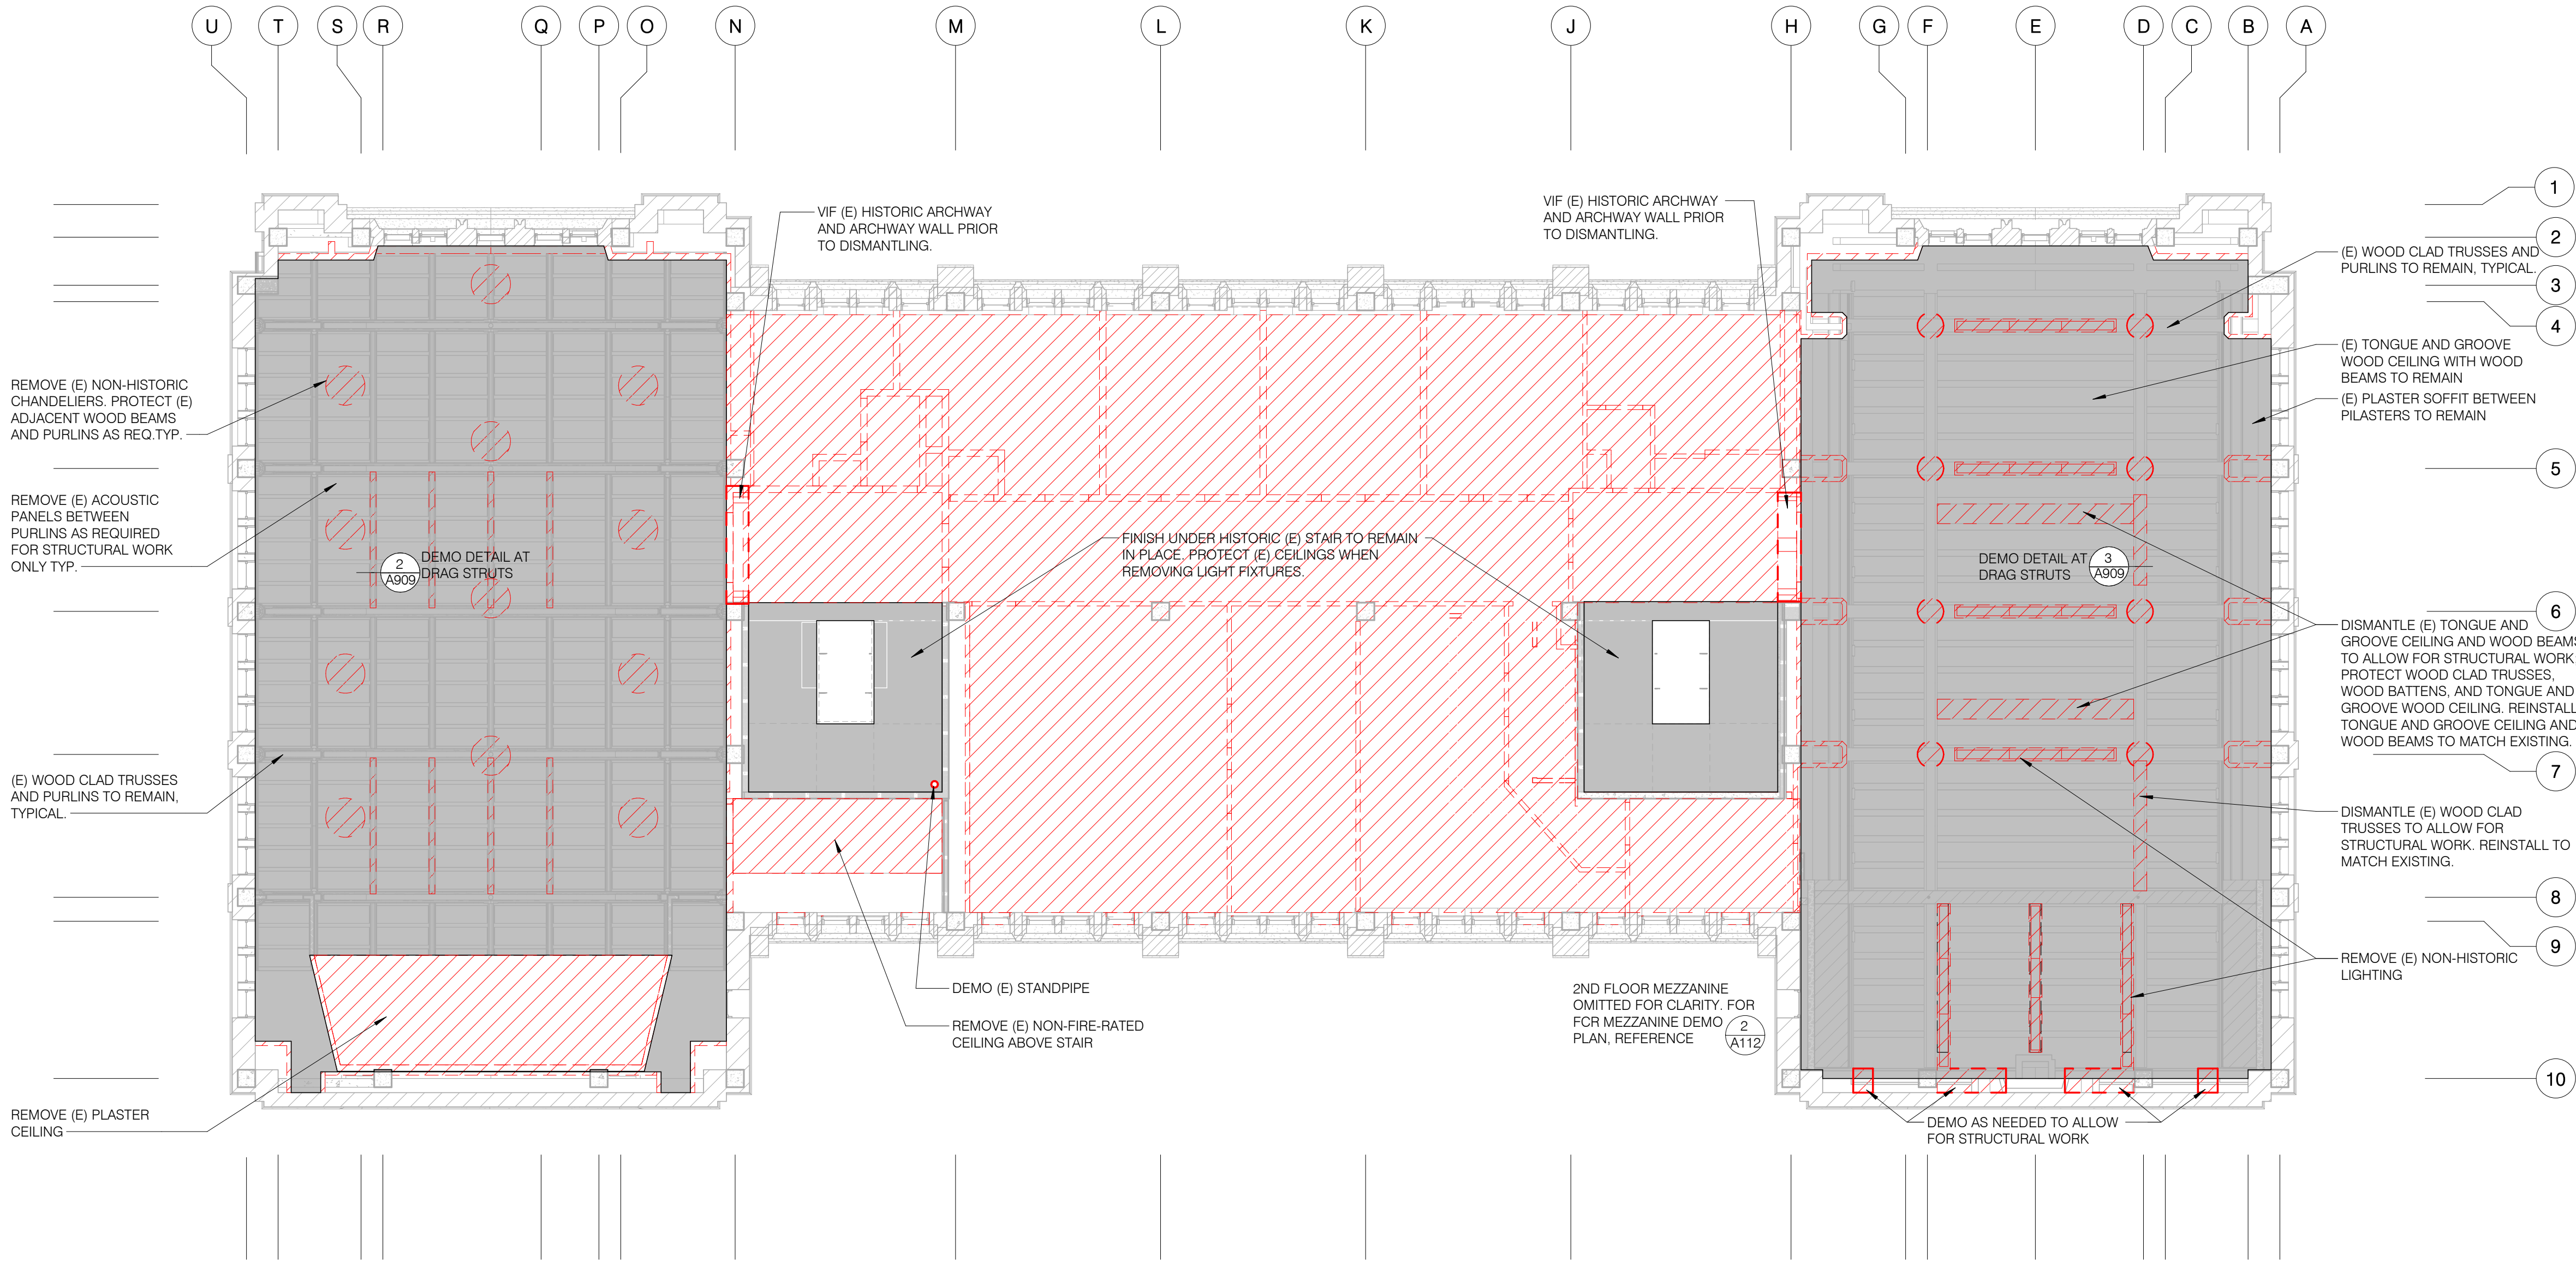 U T S R Q P O N M L K J H G F E D C B A
1
2
3
4
5
6
7
8
9
10
VIF (E) HISTORIC ARCHWAY
AND ARCHWAY WALL PRIOR
TO DISMANTLING.
VIF (E) HISTORIC ARCHWAY
AND ARCHWAY WALL PRIOR
TO DISMANTLING.
(E) WOOD CLAD TRUSSES AND
PURLINS TO REMAIN, TYPICAL.
(E) TONGUE AND GROOVE
WOOD CEILING WITH WOOD
BEAMS TO REMAIN
(E) PLASTER SOFFIT BETWEEN
PILASTERS TO REMAIN
REMOVE (E) NON-HISTORIC
CHANDELIERS. PROTECT (E)
ADJACENT WOOD BEAMS
AND PURLINS AS REQ.TYP.
REMOVE (E) ACOUSTIC
PANELS BETWEEN
PURLINS AS REQUIRED
FOR STRUCTURAL WORK
ONLY TYP.
2
A909
DEMO DETAIL AT
DRAG STRUTS
FINISH UNDER HISTORIC (E) STAIR TO REMAIN
IN PLACE. PROTECT (E) CEILINGS WHEN
REMOVING LIGHT FIXTURES.
DEMO DETAIL AT
DRAG STRUTS
3
A909
DISMANTLE (E) TONGUE AND
GROOVE CEILING AND WOOD BEAMS
TO ALLOW FOR STRUCTURAL WORK
PROTECT WOOD CLAD TRUSSES,
WOOD BATTENS, AND TONGUE AND
GROOVE WOOD CEILING. REINSTALL
TONGUE AND GROOVE CEILING AND
WOOD BEAMS TO MATCH EXISTING.
(E) WOOD CLAD TRUSSES
AND PURLINS TO REMAIN,
TYPICAL.
DISMANTLE (E) WOOD CLAD
TRUSSES TO ALLOW FOR
STRUCTURAL WORK. REINSTALL TO
MATCH EXISTING.
REMOVE (E) NON-HISTORIC
LIGHTING
DEMO (E) STANDPIPE
REMOVE (E) NON-FIRE-RATED
CEILING ABOVE STAIR
2ND FLOOR MEZZANINE
OMITTED FOR CLARITY. FOR
FCR MEZZANINE DEMO
PLAN, REFERENCE
2
A112
REMOVE (E) PLASTER
CEILING
DEMO AS NEEDED TO ALLOW
FOR STRUCTURAL WORK